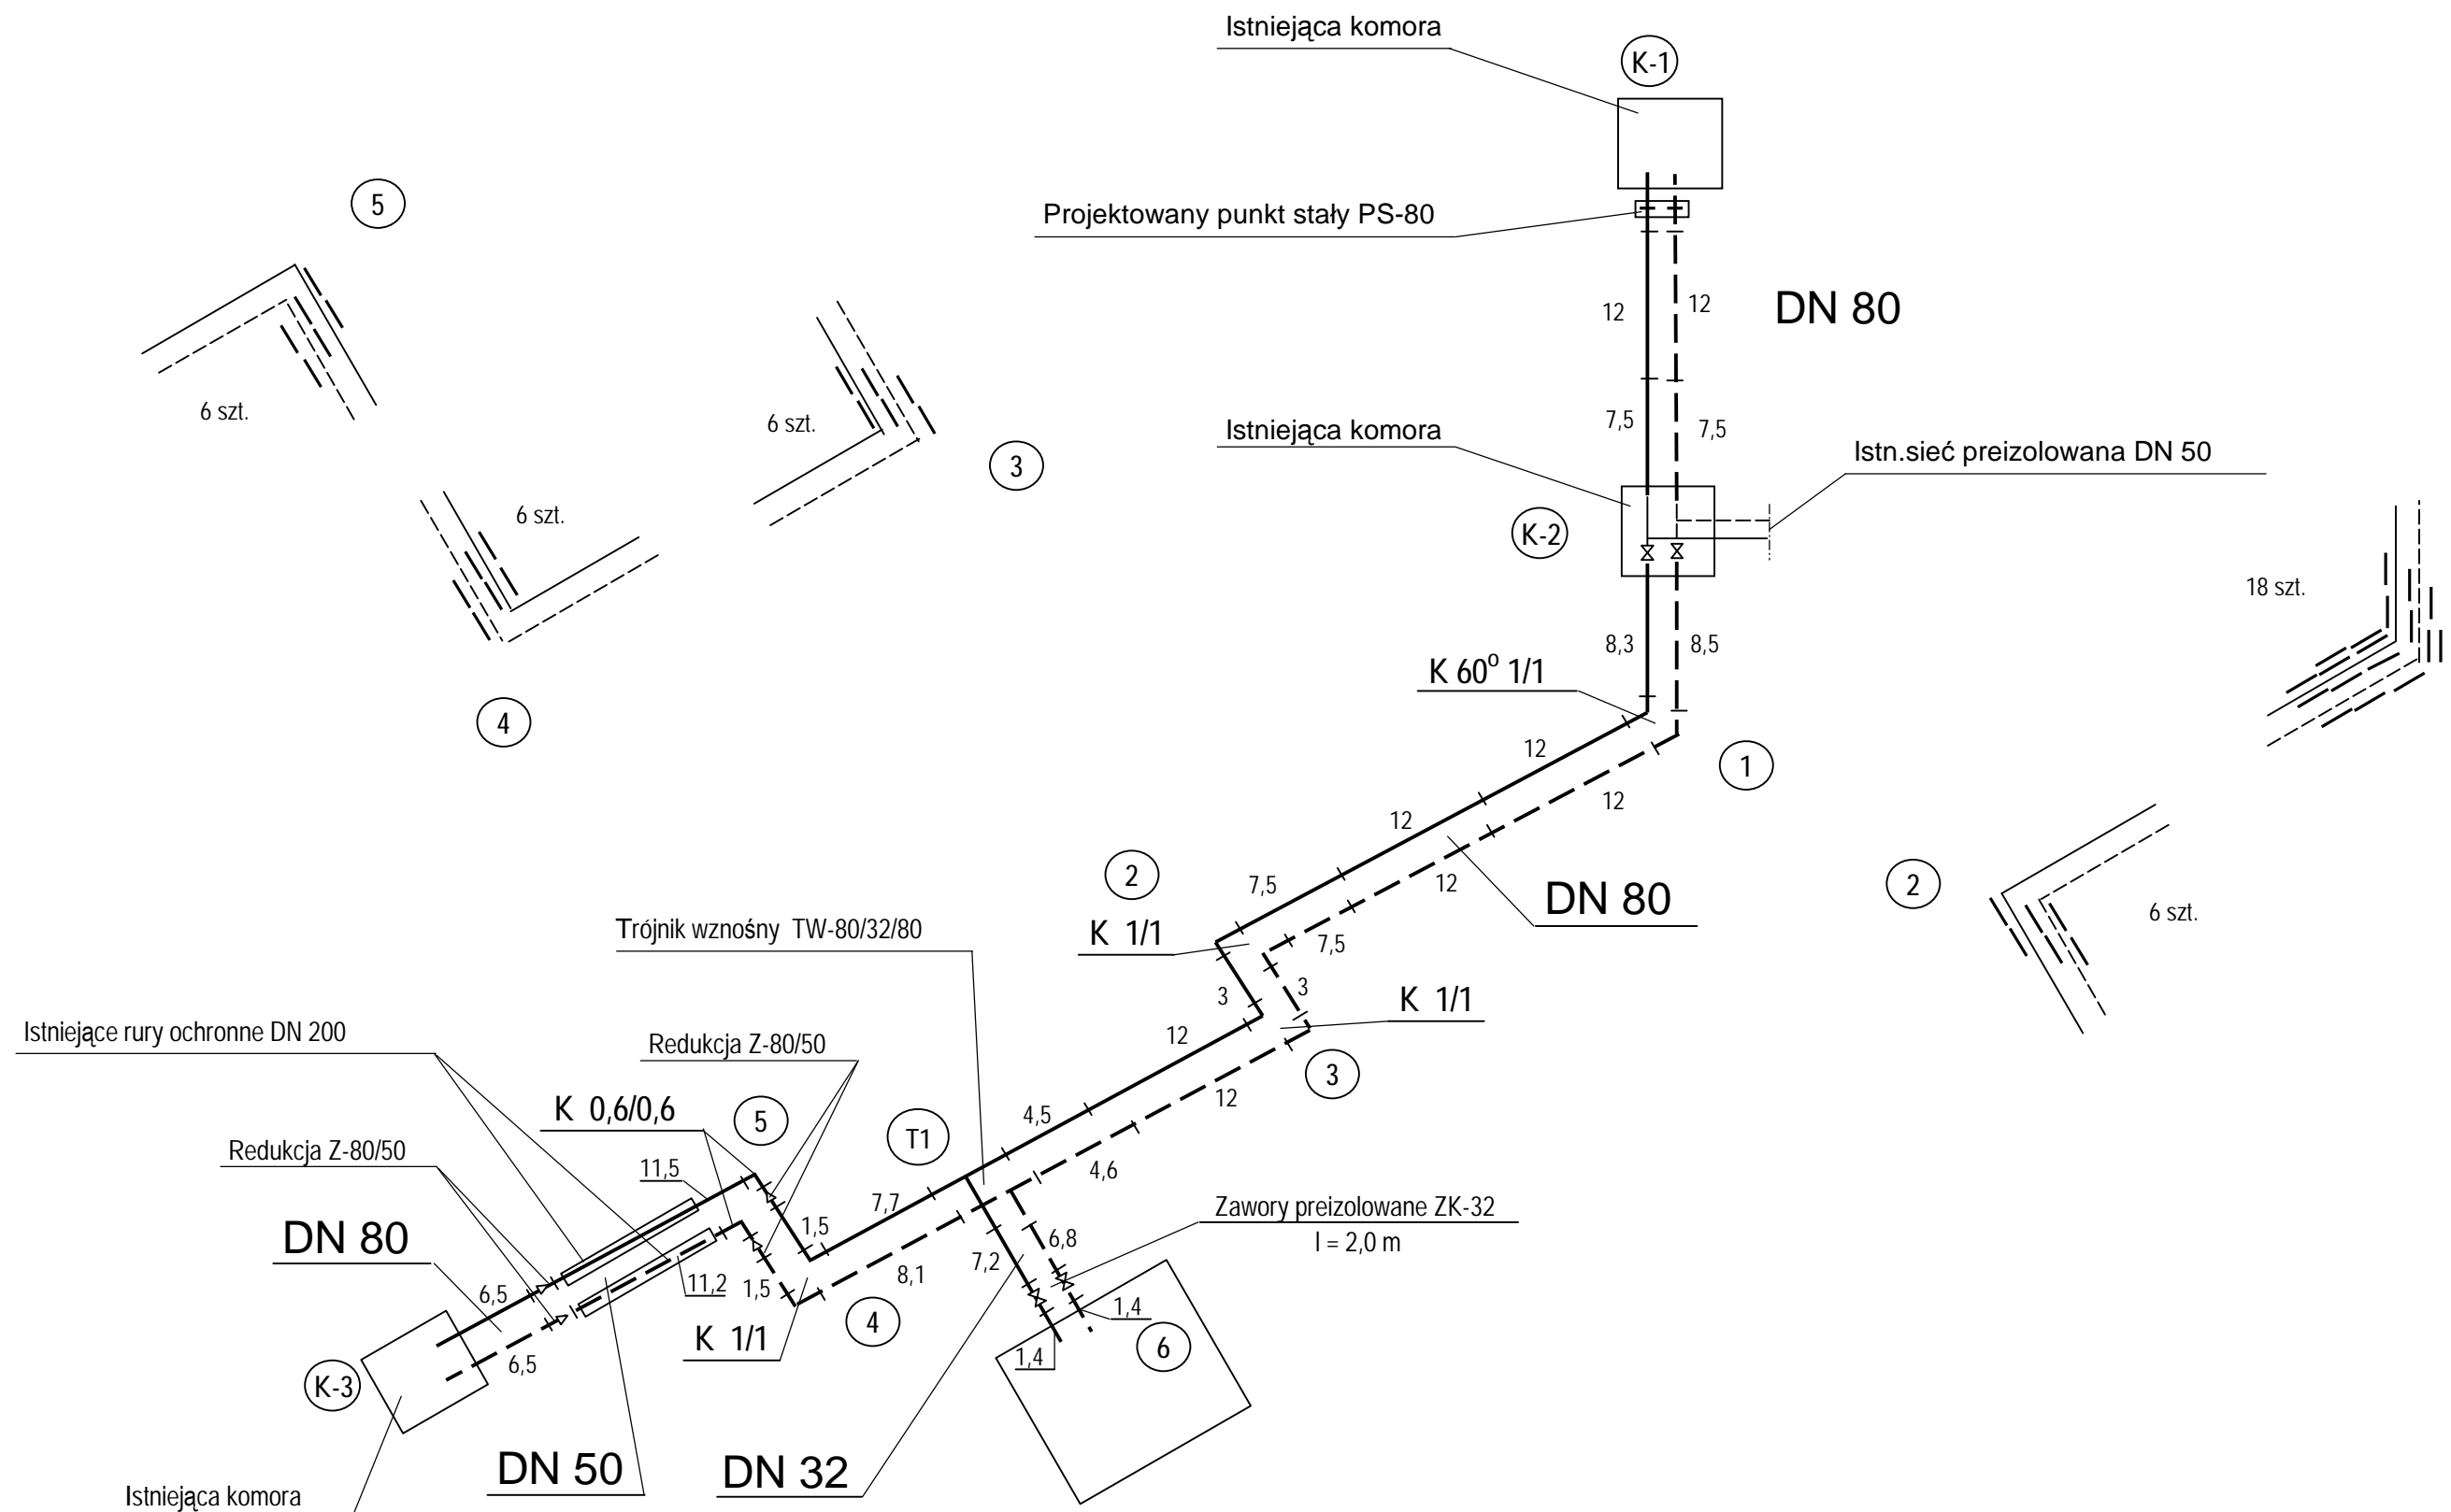 Istniejąca komora
K-1
5
Projektowany punkt stały PS-80
12
12
DN 80
6 szt.
6 szt.
3
7,5
7,5
Istniejąca komora
Istn.sieć preizolowana DN 50
6 szt.
K-2
18 szt.
8,3
8,5
K 60° 1/1
4
12
1
12
12
2
7,5
12
DN 80
2
6 szt.
Trójnik wznośny TW-80/32/80
K 1/1
7,5
3
3
K 1/1
Istniejące rury ochronne DN 200
Redukcja Z-80/50
12
3
K 0,6/0,6
5
12
4,5
T1
Redukcja Z-80/50
11,5
4,6
7,7
Zawory preizolowane ZK-32
l = 2,0 m
DN 80
1,5
7,2
6,8
8,1
6,5
11,2
1,5
1,4
K 1/1
4
6
1,4
6,5
K-3
DN 50
DN 32
Istniejąca komora